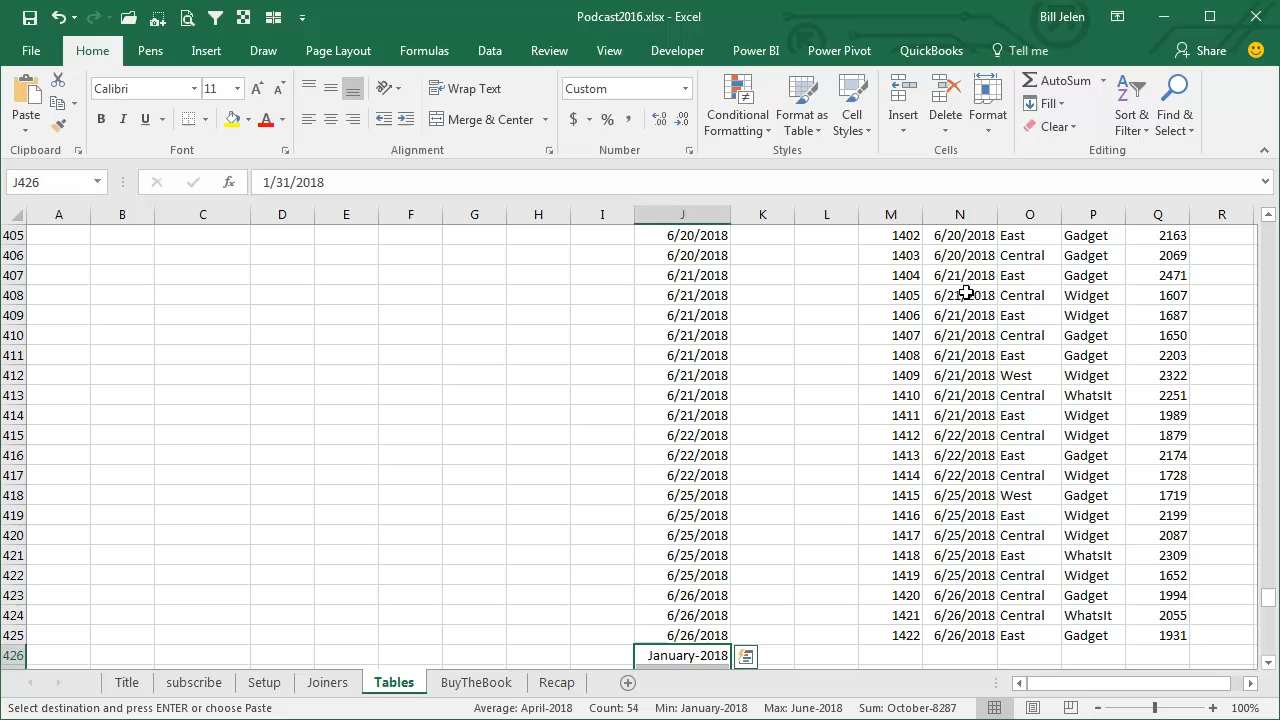 Podcast2016.xlsx - Excel
Bill Jelen
File Home Pens Insert Draw Page Layout Formulas Data Review View Developer Power BI Power Pivot QuickBooks Tell me Share
Paste
Calibri 11
B I U
A A
Wrap Text
Merge & Center
Custom
$ % ,
Conditional Formatting
Format as Table
Cell Styles
Insert Delete Format
AutoSum
Fill
Clear
Sort & Filter
Find & Select
Clipboard Font Alignment Number Styles Cells Editing
J426 fx 1/31/2018
A B C D E F G H I J K L M N O P Q R
405 6/20/2018 1402 6/20/2018 East Gadget 2163
406 6/20/2018 1403 6/20/2018 Central Gadget 2069
407 6/21/2018 1404 6/21/2018 East Gadget 2471
408 6/21/2018 1405 6/21/2018 Central Widget 1607
409 6/21/2018 1406 6/21/2018 East Widget 1687
410 6/21/2018 1407 6/21/2018 Central Gadget 1650
411 6/21/2018 1408 6/21/2018 East Gadget 2203
412 6/21/2018 1409 6/21/2018 West Widget 2322
413 6/21/2018 1410 6/21/2018 Central WhatsIt 2251
414 6/21/2018 1411 6/21/2018 East Widget 1989
415 6/22/2018 1412 6/22/2018 Central Widget 1879
416 6/22/2018 1413 6/22/2018 East Gadget 2174
417 6/22/2018 1414 6/22/2018 Central Widget 1728
418 6/25/2018 1415 6/25/2018 West Gadget 1719
419 6/25/2018 1416 6/25/2018 East Widget 2199
420 6/25/2018 1417 6/25/2018 Central Widget 2087
421 6/25/2018 1418 6/25/2018 East WhatsIt 2309
422 6/25/2018 1419 6/25/2018 Central Widget 1652
423 6/26/2018 1420 6/26/2018 Central Gadget 1994
424 6/26/2018 1421 6/26/2018 Central WhatsIt 2055
425 6/26/2018 1422 6/26/2018 East Gadget 1931
426 January-2018
Title subscribe Setup Joiners Tables BuyTheBook Recap
Select destination and press ENTER or choose Paste Average: April-2018 Count: 54 Min: January-2018 Max: June-2018 Sum: October-8287 100%